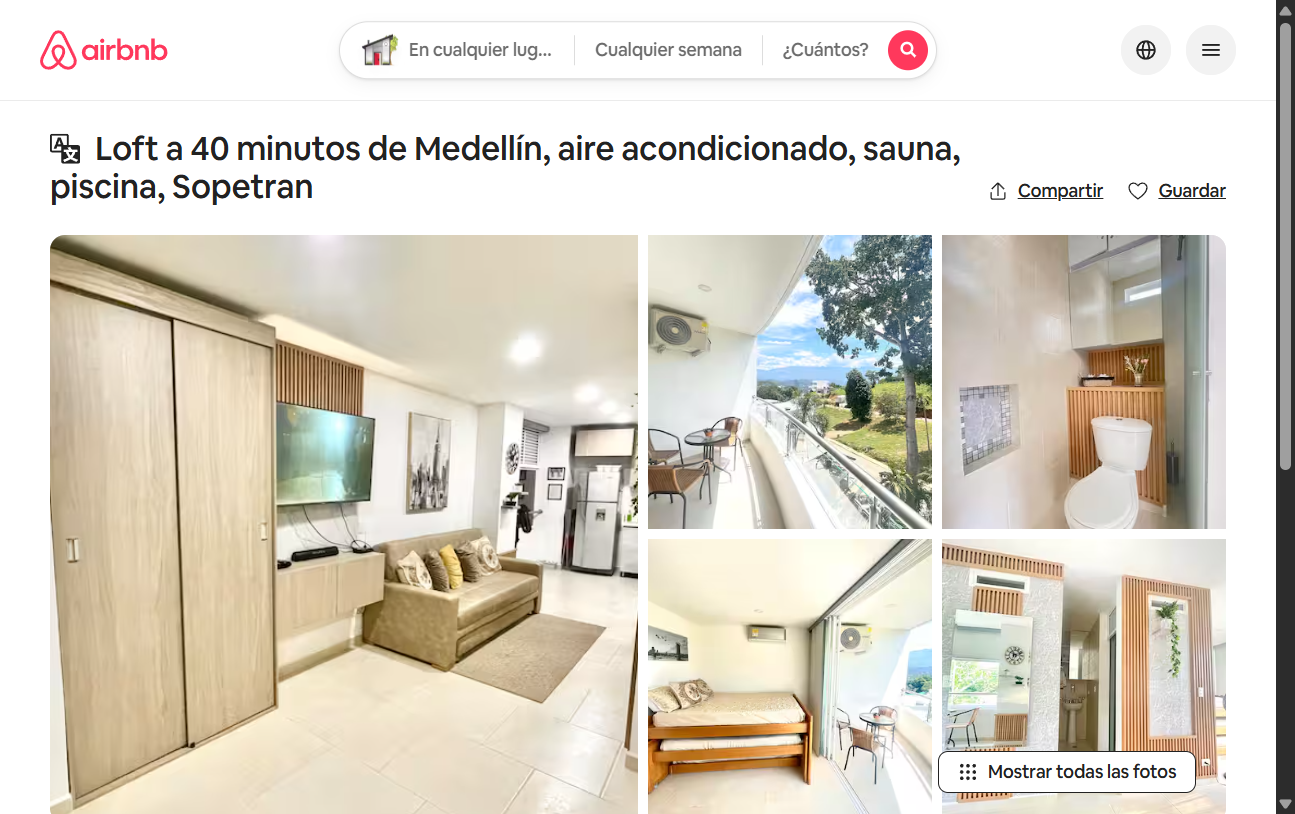 airbnb
En cualquier lug...
Cualquier semana
¿Cuántos?
Loft a 40 minutos de Medellín, aire acondicionado, sauna,
piscina, Sopetran
Compartir
Guardar
Mostrar todas las fotos